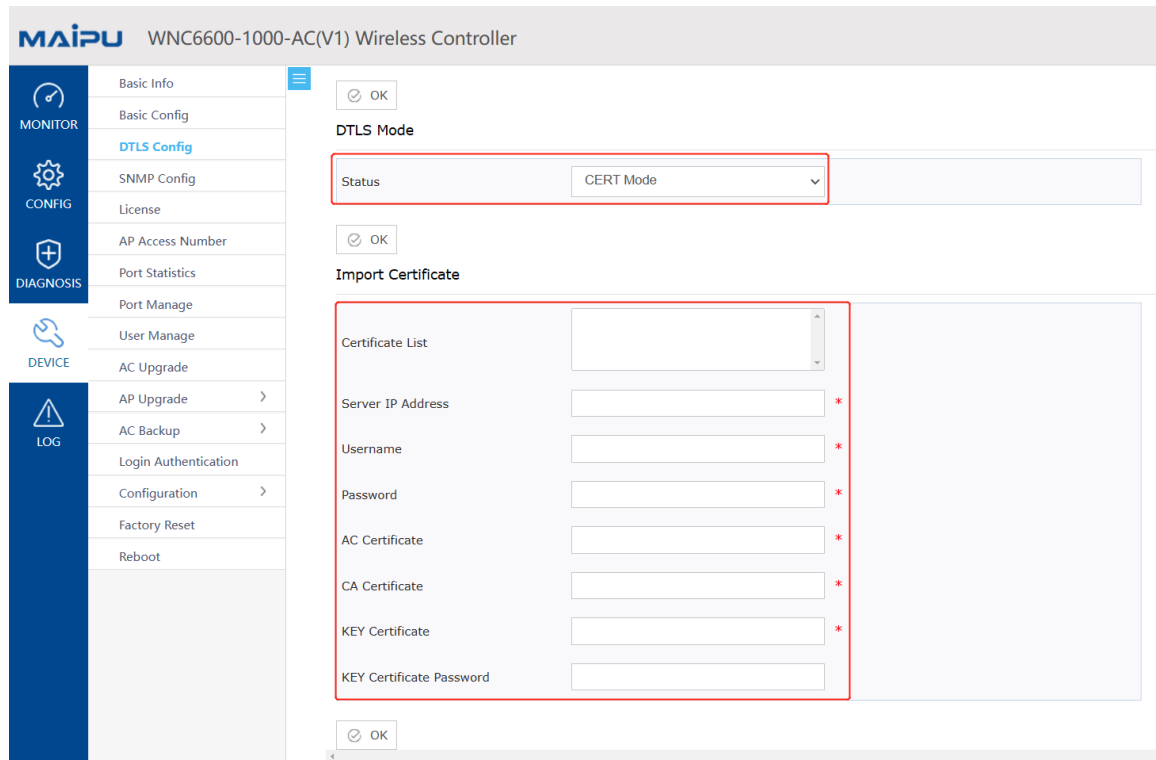 MAIPU WNC6600-1000-AC(V1) Wireless Controller
MONITOR
CONFIG
DIAGNOSIS
DEVICE
LOG
Basic Info
Basic Config
DTLS Config
SNMP Config
License
AP Access Number
Port Statistics
Port Manage
User Manage
AC Upgrade
AP Upgrade
AC Backup
Login Authentication
Configuration
Factory Reset
Reboot
OK
DTLS Mode
Status CERT Mode
OK
Import Certificate
Certificate List
Server IP Address *
Username *
Password *
AC Certificate *
CA Certificate *
KEY Certificate *
KEY Certificate Password
OK